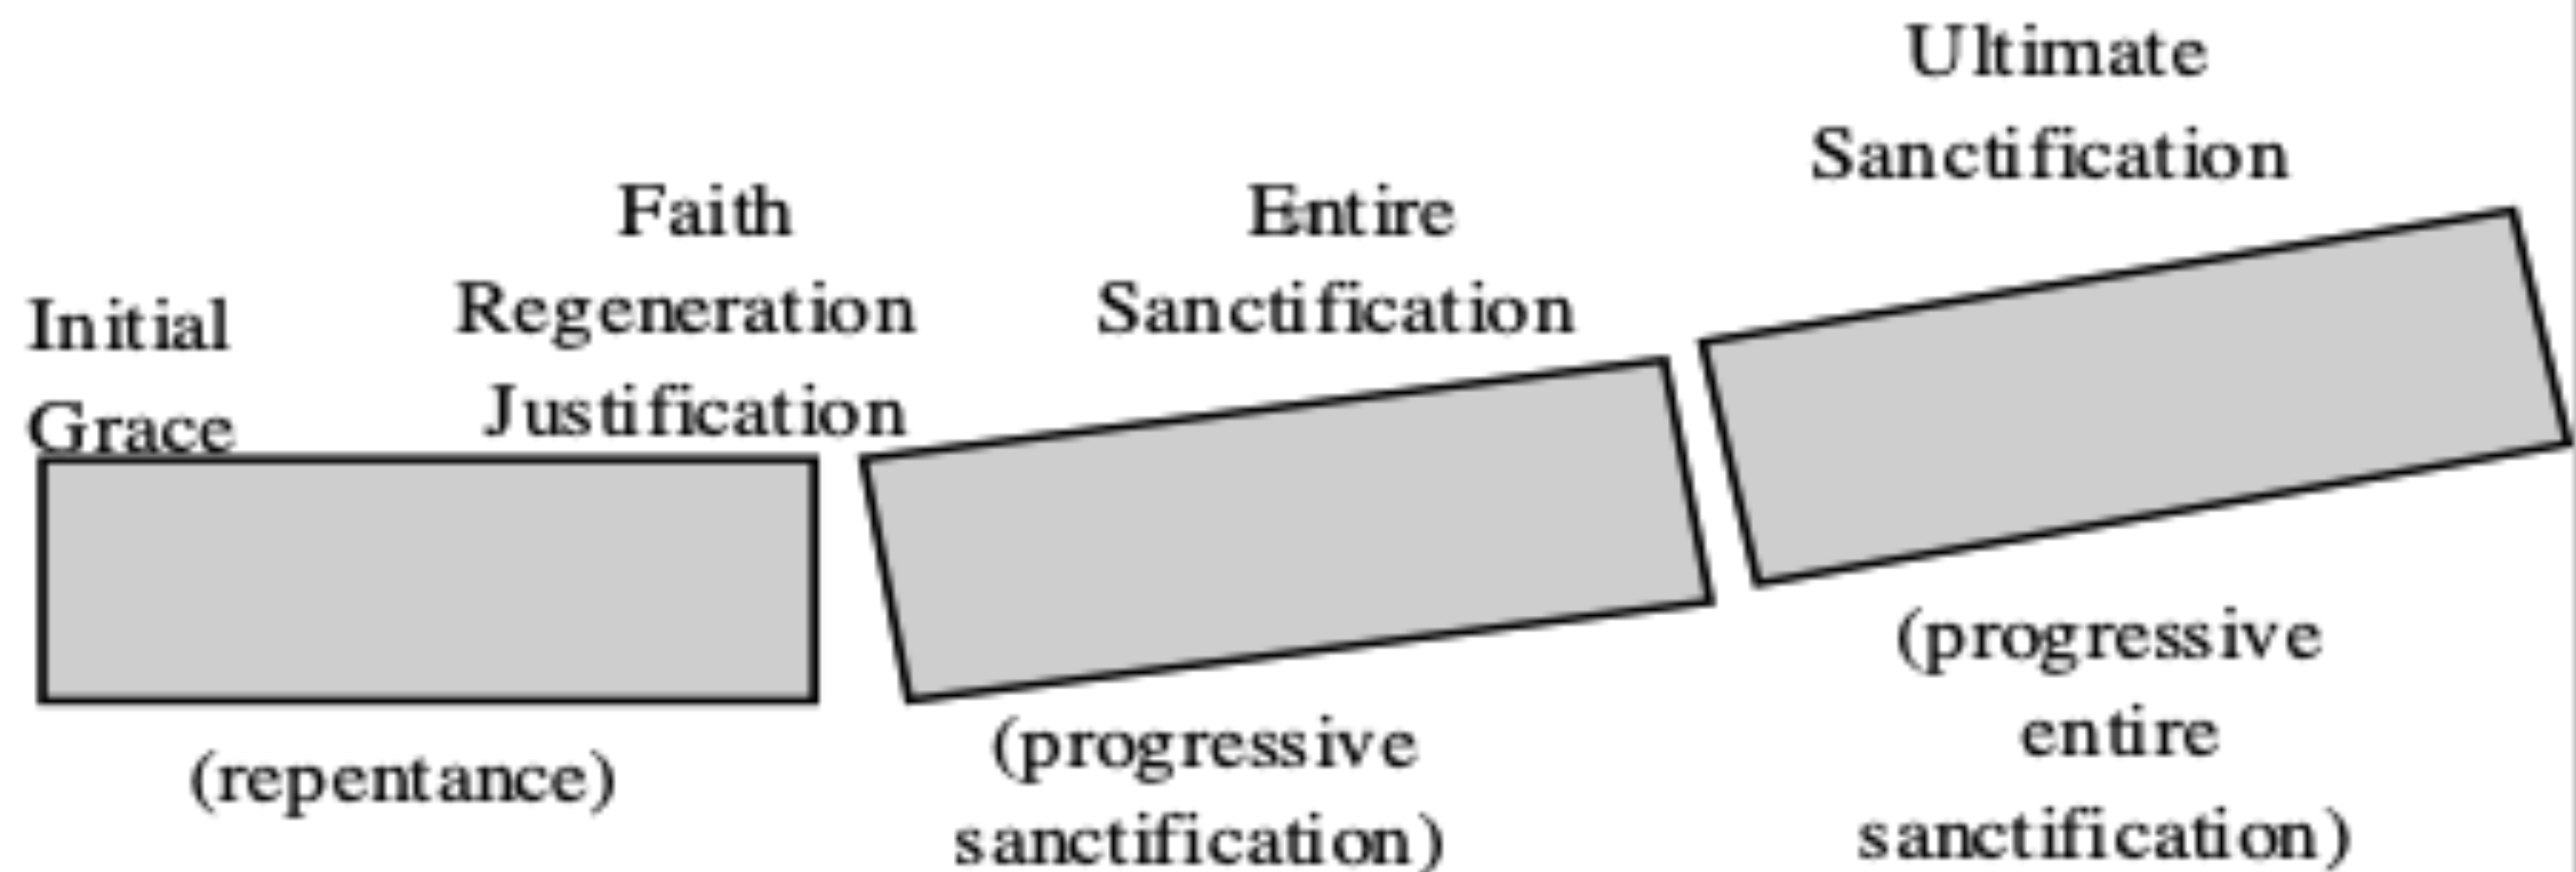 Initial
Grace
Faith
Regeneration
Justification
Entire
Sanctification
Ultimate
Sanctification
(repentance)
(progressive
sanctification)
(progressive
entire
sanctification)